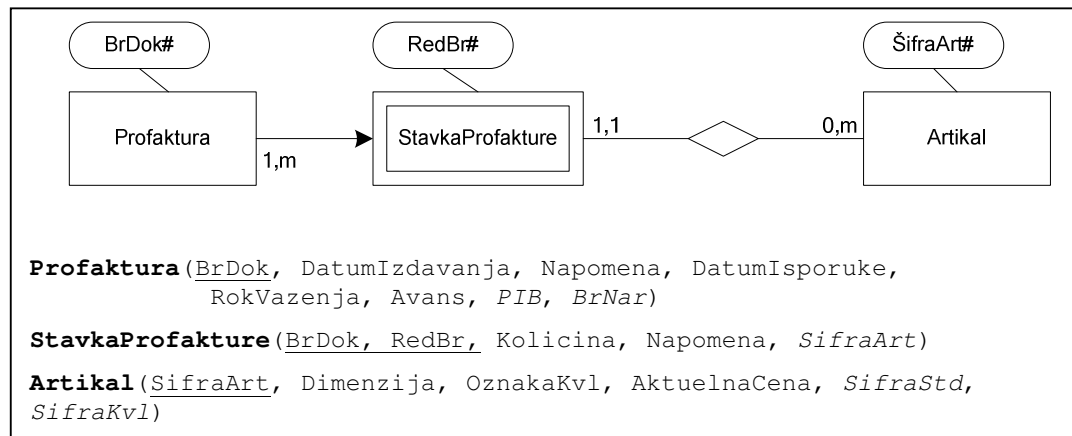 BrDok# RedBr# ŠifraArt#
Profaktura 1,m StavkaProfakture 1,1 0,m Artikal
Profaktura(BrDok, DatumIzdavanja, Napomena, DatumIsporuke,
RokVazenja, Avans, PIB, BrNar)
StavkaProfakture(BrDok, RedBr, Kolicina, Napomena, SifraArt)
Artikal(SifraArt, Dimenzija, OznakaKvl, AktuelnaCena, SifraStd,
SifraKvl)